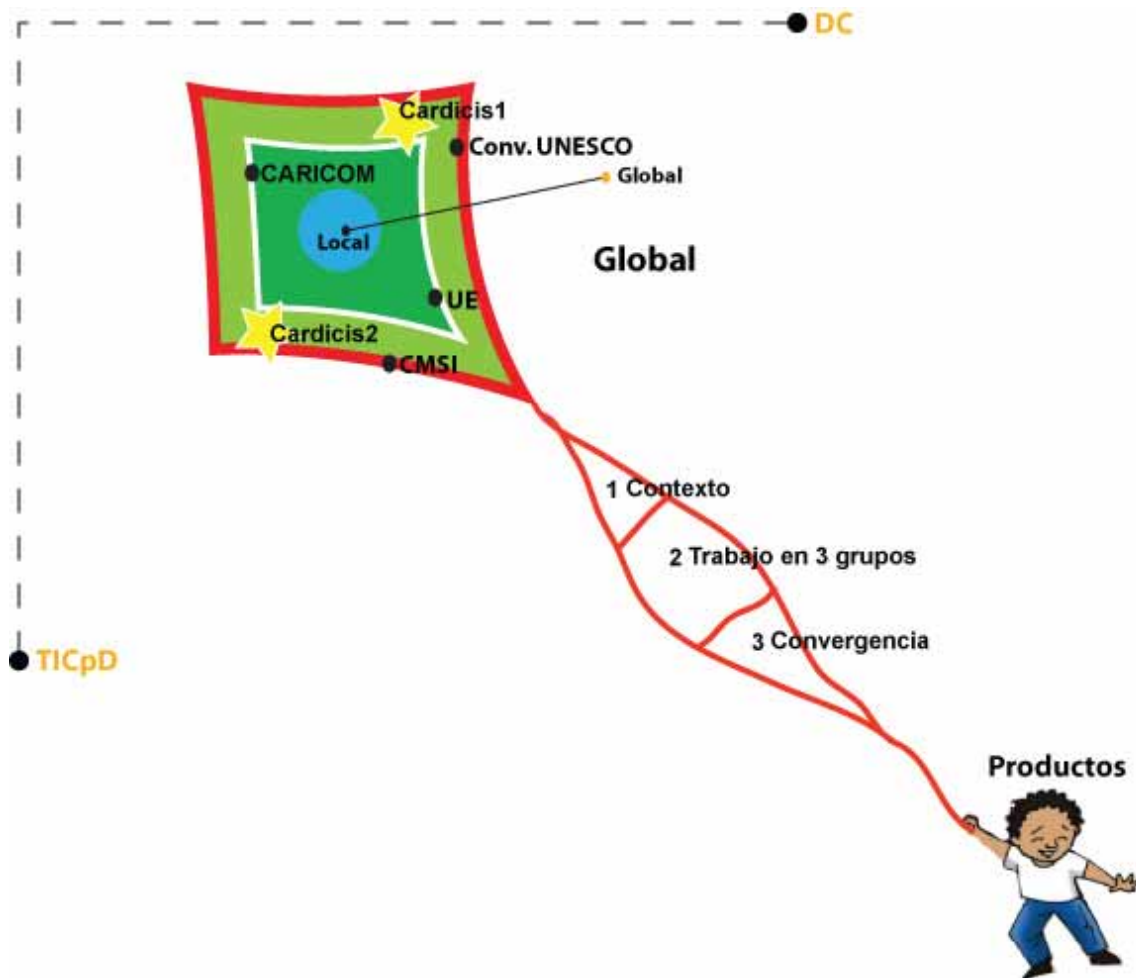 DC
Cardicis1
Conv. UNESCO
CARICOM
Global
Local
Global
UE
Cardicis2
CMSI
1 Contexto
2 Trabajo en 3 grupos
3 Convergencia
TICpD
Productos